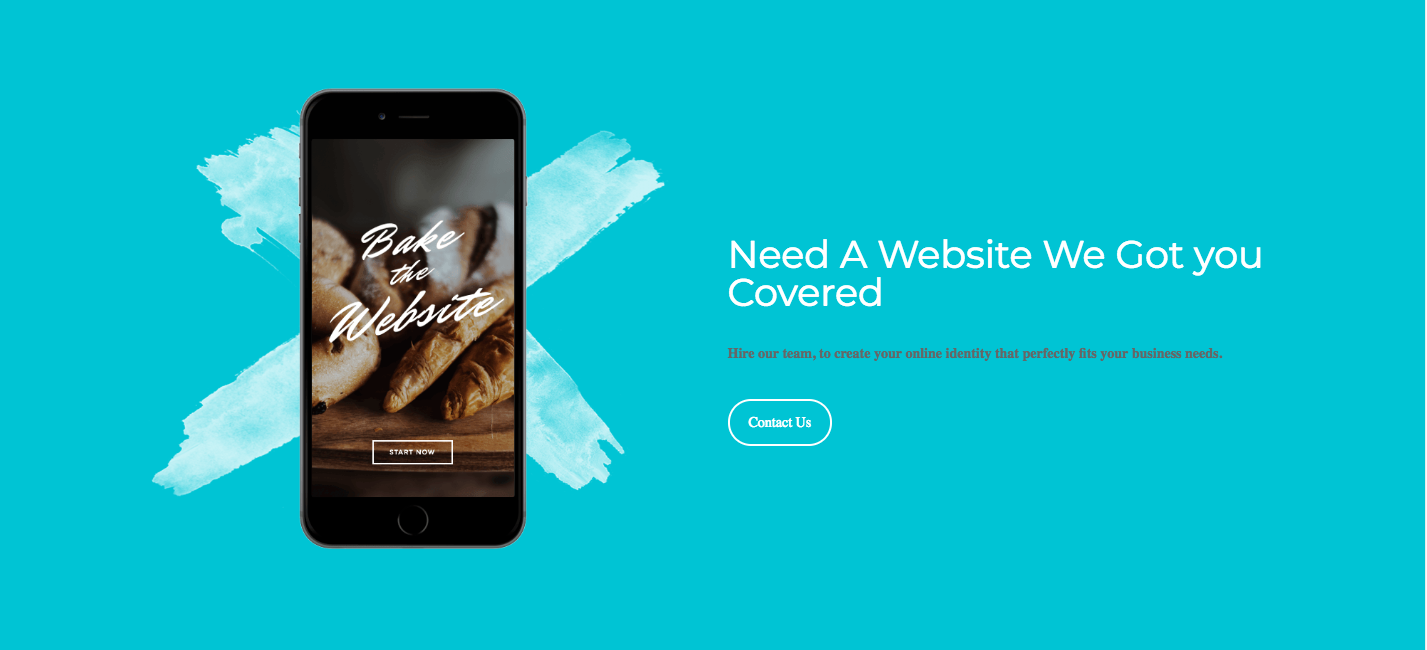 Bake
the
Website
START NOW
Need A Website We Got you
Covered
Hire our team, to create your online identity that perfectly fits your business needs.
Contact Us